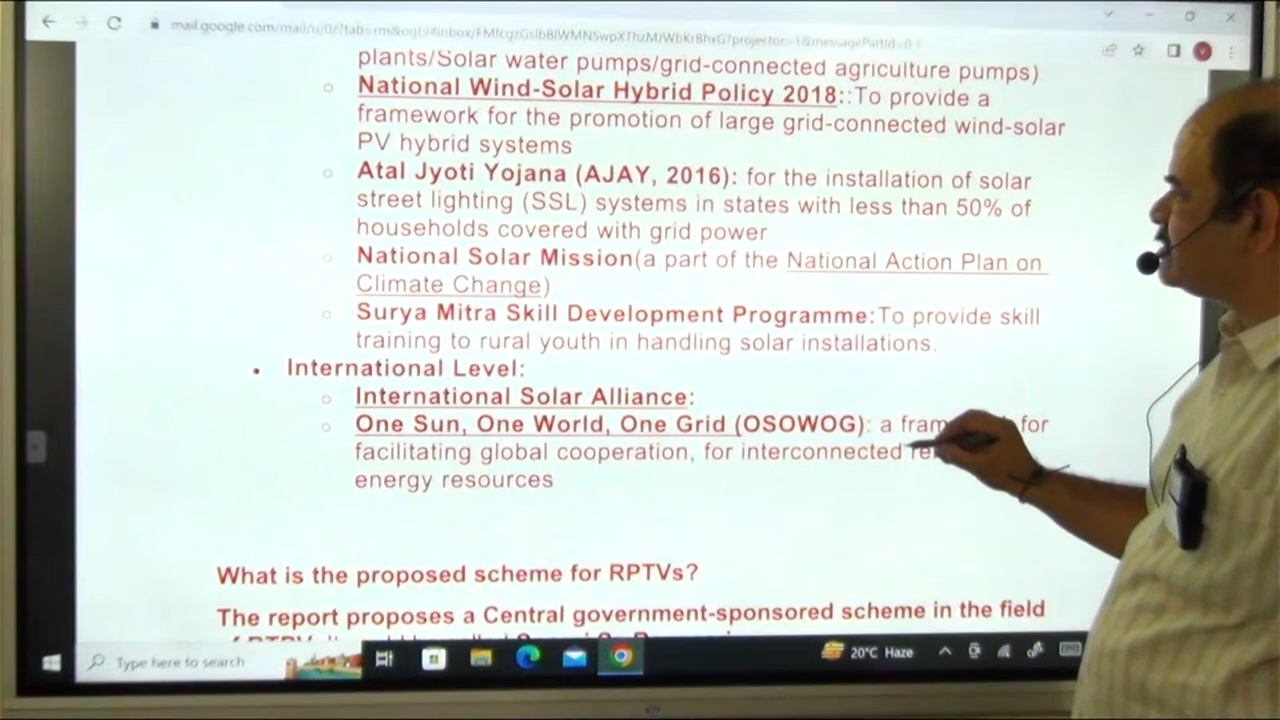 plants/Solar water pumps/grid-connected agriculture pumps)
National Wind-Solar Hybrid Policy 2018::To provide a
framework for the promotion of large grid-connected wind-solar
PV hybrid systems
Atal Jyoti Yojana (AJAY, 2016): for the installation of solar
street lighting (SSL) systems in states with less than 50% of
households covered with grid power
National Solar Mission(a part of the National Action Plan on
Climate Change)
Surya Mitra Skill Development Programme:To provide skill
training to rural youth in handling solar installations.
International Level:
International Solar Alliance:
One Sun, One World, One Grid (OSOWOG): a for
facilitating global cooperation, for interconnected
energy resources
What is the proposed scheme for RPTVs?
The report proposes a Central government-sponsored scheme in the field
Type here to search
20°C Haze